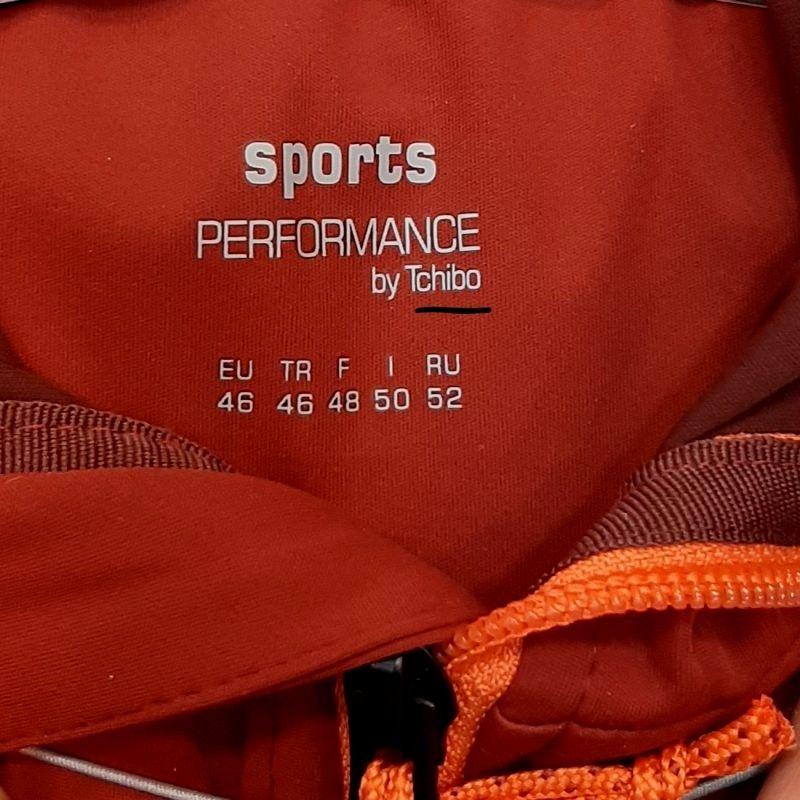 sports
PERFORMANCE
by Tchibo
EU TR F I RU
46 46 48 50 52